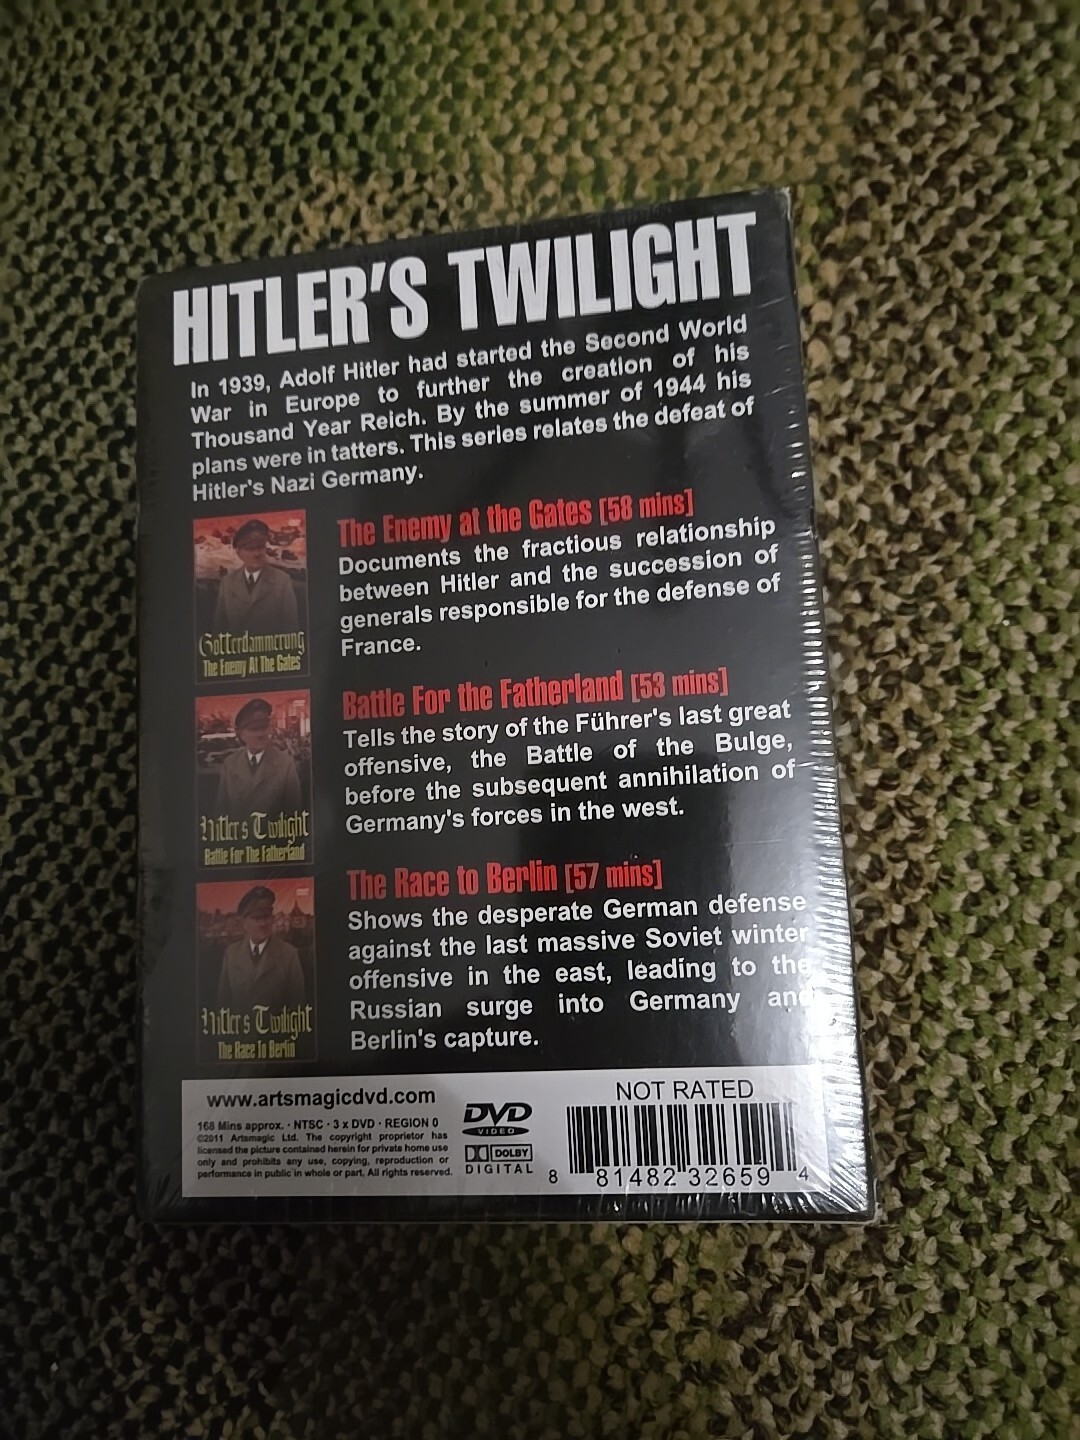 HITLER'S TWILIGHT
In 1939, Adolf Hitler had started the Second World
War in Europe to further the creation of his
Thousand Year Reich. By the summer of 1944 his
plans were in tatters. This series relates the defeat of
Hitler's Nazi Germany.
The Enemy at the Gates [58 mins]
Documents the fractious relationship
between Hitler and the succession of
generals responsible for the defense of
France.
Gotterdammerung
The Enemy At The Gates
Battle For the Fatherland [53 mins]
Tells the story of the Führer's last great
offensive, the Battle of the Bulge,
before the subsequent annihilation of
Germany's forces in the west.
Hitler's Twilight
Battle For The Fatherland
The Race to Berlin [57 mins]
Shows the desperate German defense
against the last massive Soviet winter
offensive in the east, leading to the
Russian surge into Germany and
Berlin's capture.
Hitler's Twilight
The Race To Berlin
www.artsmagicdvd.com
168 Mins approx. · NTSC · 3 x DVD · REGION 0
©2011 Artsmagic Ltd. The copyright proprietor has
licensed the picture contained herein for private home use
only and prohibits any use, copying, reproduction or
performance in public in whole or part. All rights reserved.
DVD
VIDEO
DOLBY
DIGITAL
NOT RATED
8 81482 32659 4